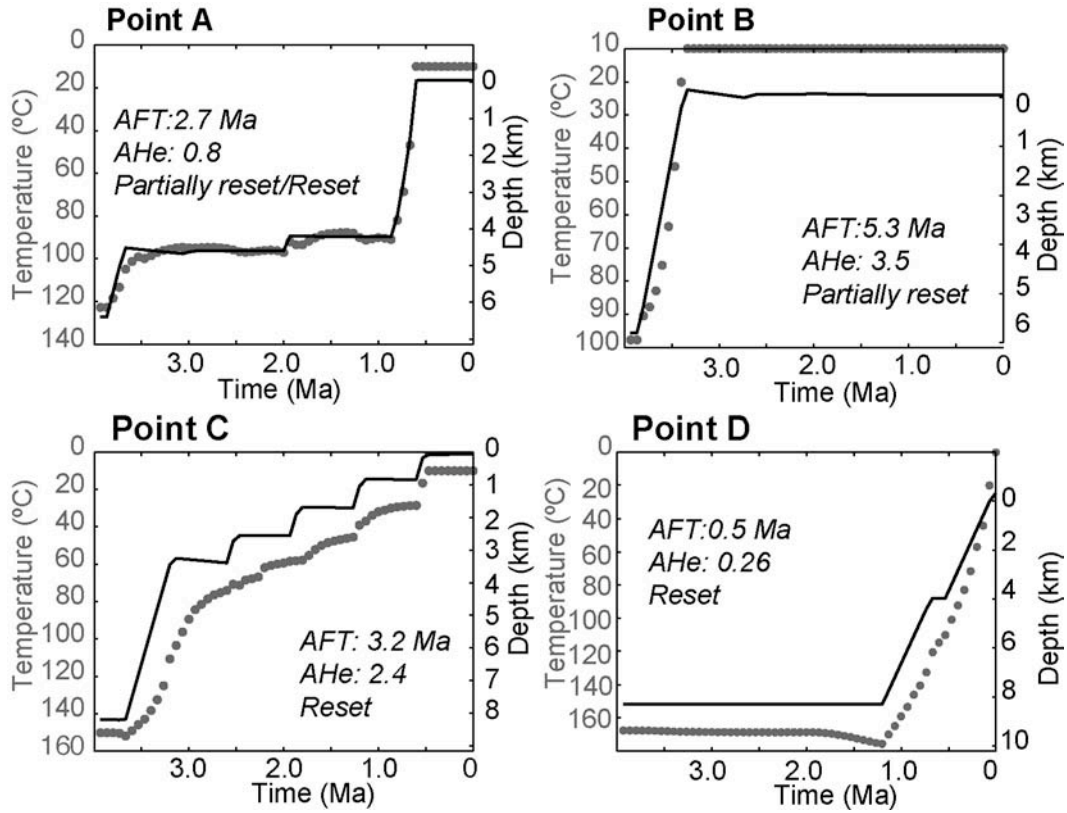 Point A
Temperature (ºC)
0
20
40
60
80
100
120
140
AFT:2.7 Ma
AHe: 0.8
Partially reset/Reset
0
1
2
3
4
5
6
Depth (km)
3.0
2.0
1.0
0
Time (Ma)
Point B
Temperature (ºC)
10
20
30
40
50
60
70
80
90
100
AFT:5.3 Ma
AHe: 3.5
Partially reset
0
1
2
3
4
5
6
Depth (km)
3.0
2.0
1.0
0
Time (Ma)
Point C
Temperature (ºC)
0
20
40
60
80
100
120
140
160
AFT: 3.2 Ma
AHe: 2.4
Reset
0
1
2
3
4
5
6
7
8
Depth (km)
3.0
2.0
1.0
0
Time (Ma)
Point D
Temperature (ºC)
0
20
40
60
80
100
120
140
160
AFT:0.5 Ma
AHe: 0.26
Reset
0
2
4
6
8
10
Depth (km)
3.0
2.0
1.0
0
Time (Ma)